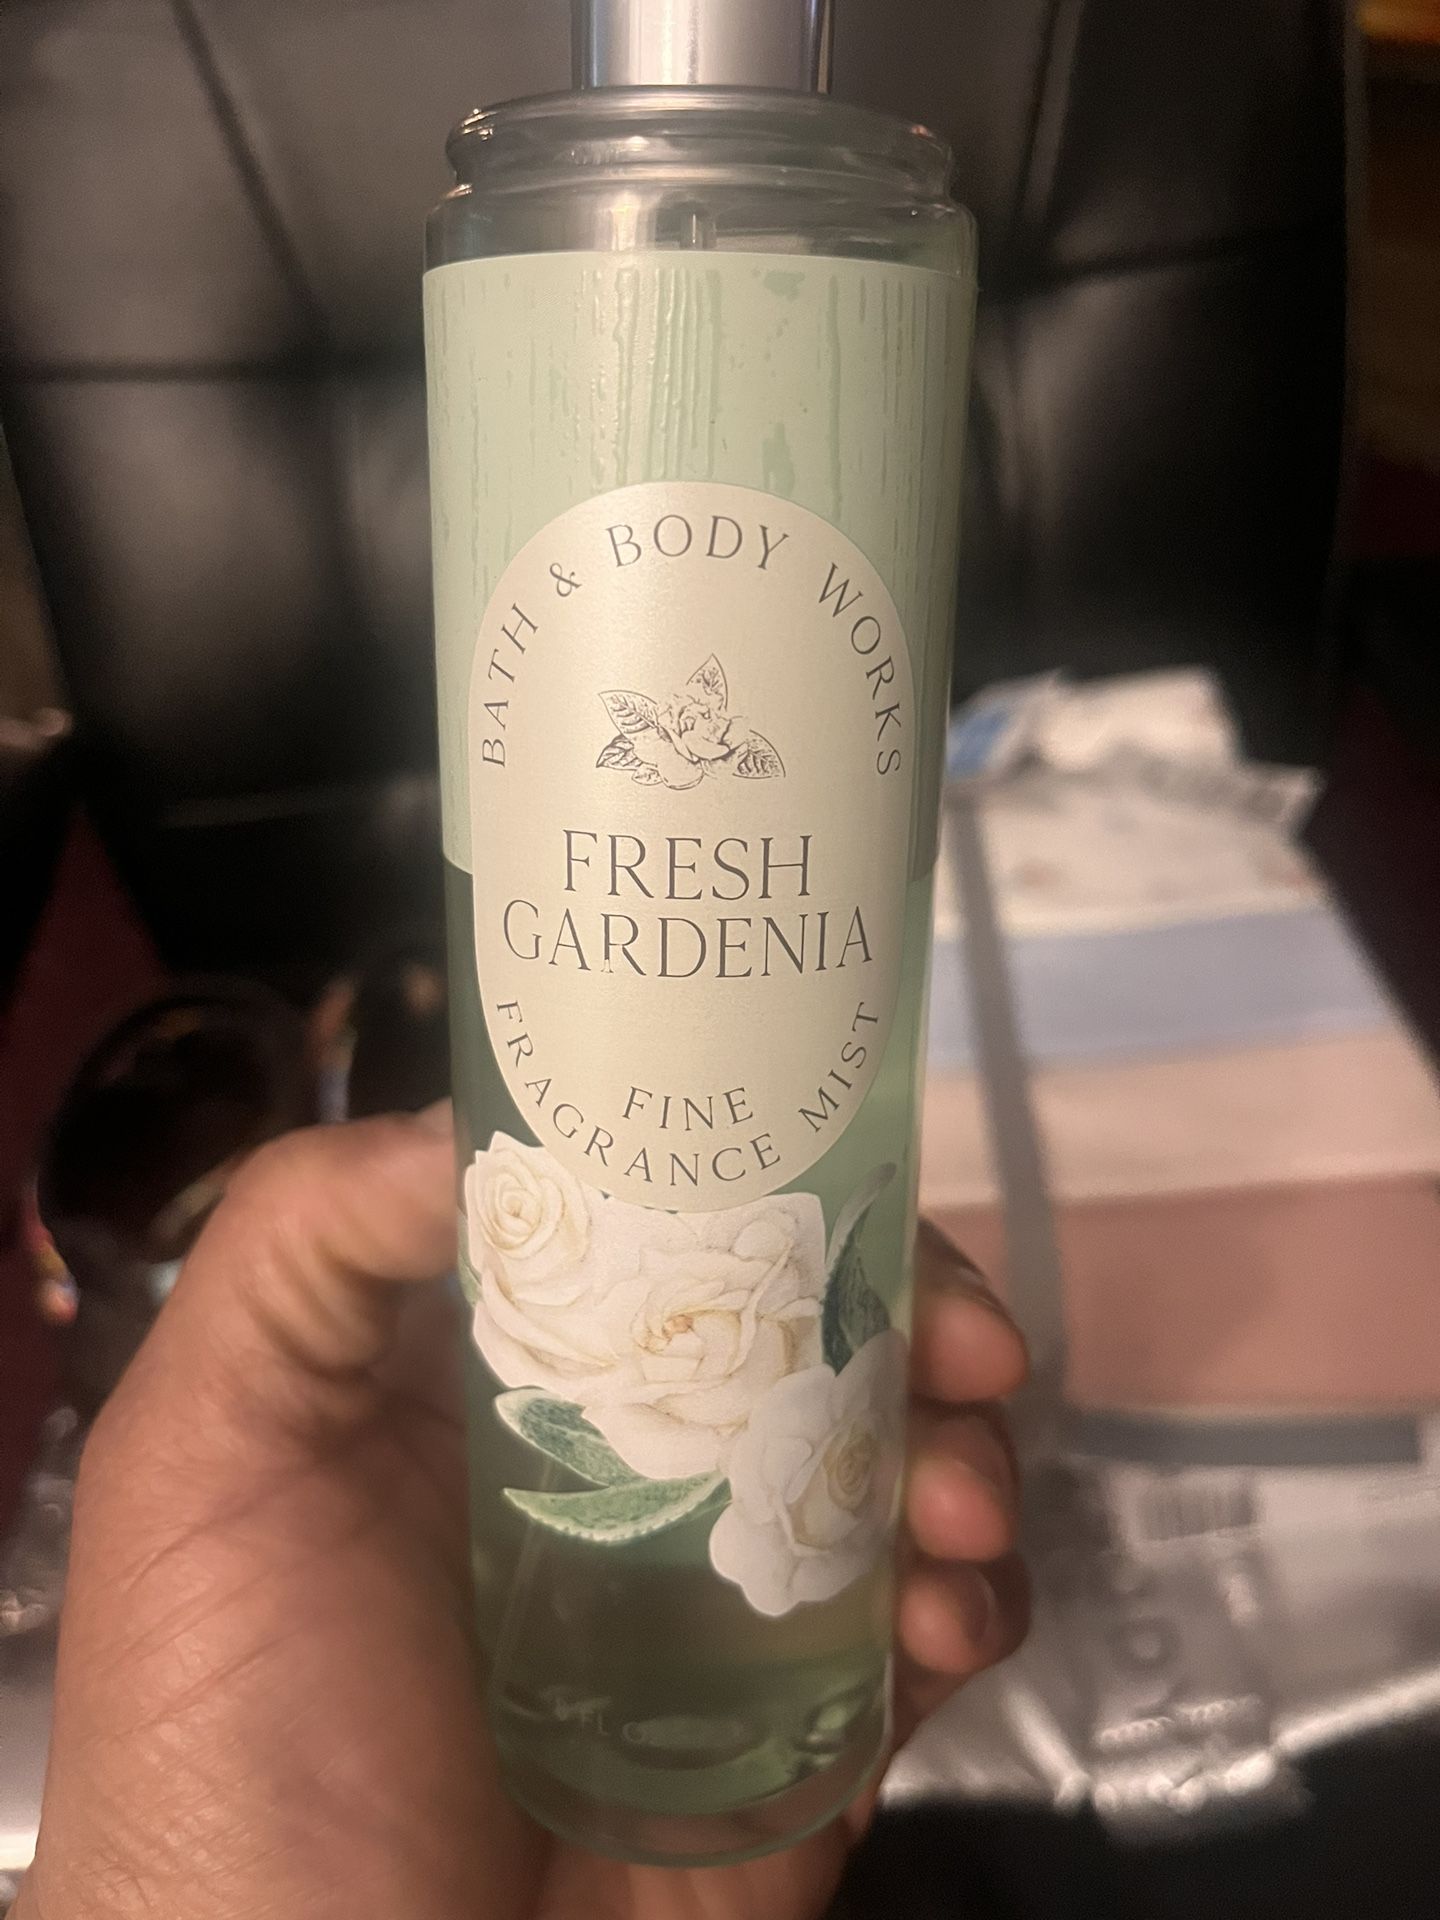 BATH & BODY WORKS
FRESH
GARDENIA
FINE
FRAGRANCE MIST